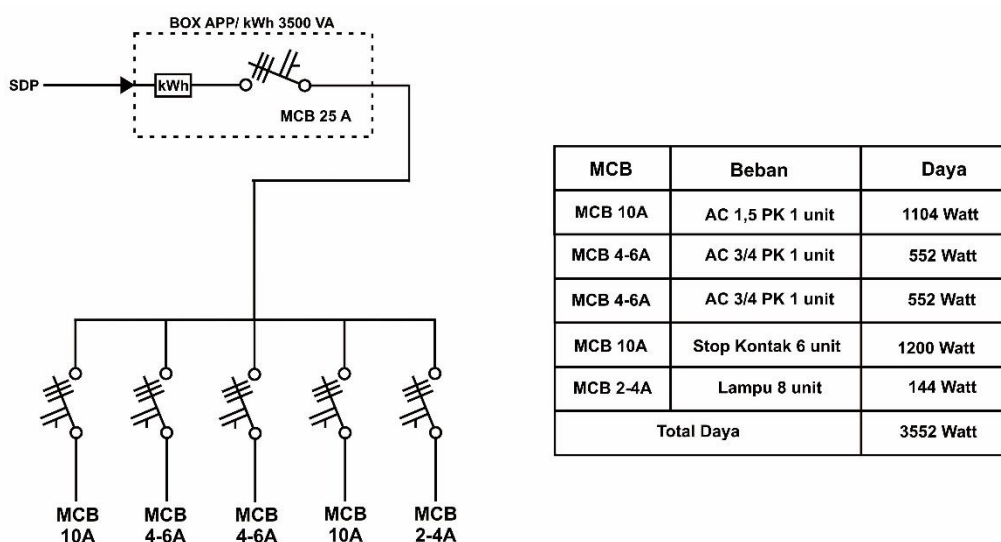 BOX APP/ kWh 3500 VA
SDP
kWh
MCB 25 A
MCB 10A
MCB 4-6A
MCB 4-6A
MCB 10A
MCB 2-4A
MCB Beban Daya
MCB 10A AC 1,5 PK 1 unit 1104 Watt
MCB 4-6A AC 3/4 PK 1 unit 552 Watt
MCB 4-6A AC 3/4 PK 1 unit 552 Watt
MCB 10A Stop Kontak 6 unit 1200 Watt
MCB 2-4A Lampu 8 unit 144 Watt
Total Daya 3552 Watt